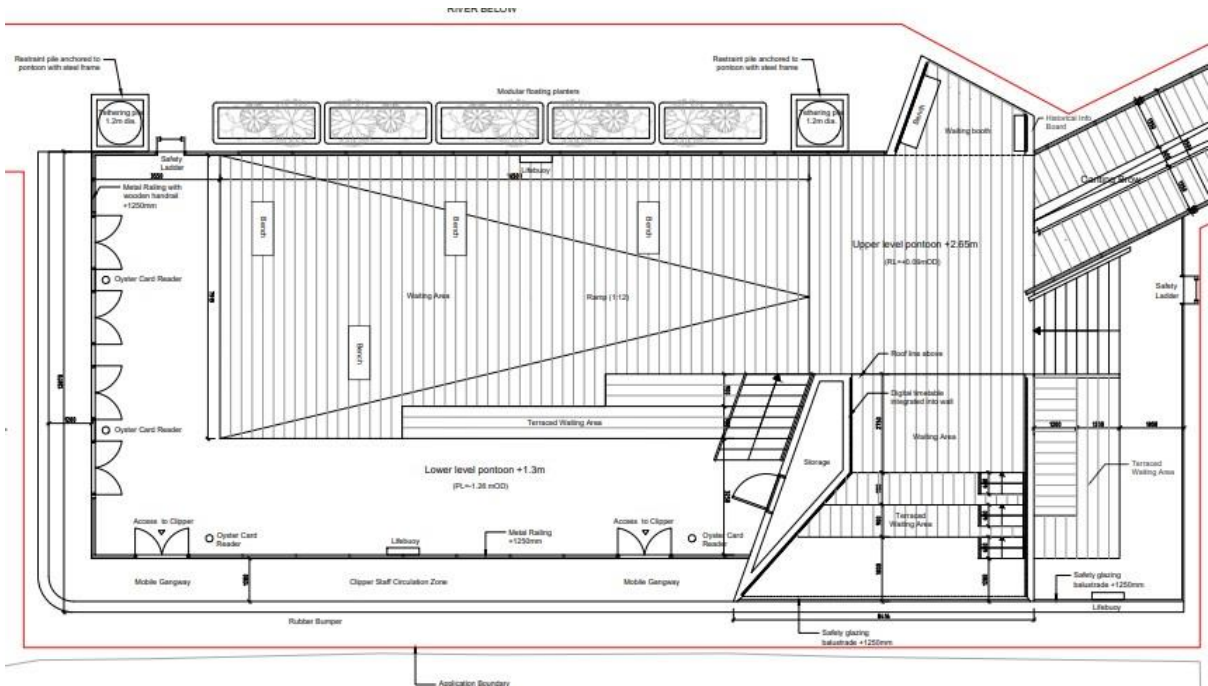 RIVER BELOW
Restraint pile anchored to
pontoon with steel frame
Restraint pile anchored to
pontoon with steel frame
Modular floating planters
Tethering pile
1.2m dia.
Tethering pile
1.2m dia.
Bench
Waiting booth
Historical Info
Board
Canting Brow
Safety
Ladder
Lifebuoy
Metal Railing with
wooden handrail
+1250mm
Bench
Bench
Bench
Upper level pontoon +2.65m
Oyster Card Reader
Waiting Area
Ramp (1:12)
Safety
Ladder
Bench
Roof line above
Digital timetable
integrated into wall
Oyster Card Reader
Terraced Waiting Area
Waiting Area
Storage
Lower level pontoon +1.3m
(PL=-1.26 mOD)
Terraced
Waiting Area
Terraced
Waiting Area
Access to Clipper
Access to Clipper
Oyster Card
Reader
Lifebuoy
Metal Railing
+1250mm
Oyster Card
Reader
Mobile Gangway
Clipper Staff Circulation Zone
Mobile Gangway
Safety glazing
balustrade +1250mm
Lifebuoy
Rubber Bumper
Safety glazing
balustrade +1250mm
Application Boundary